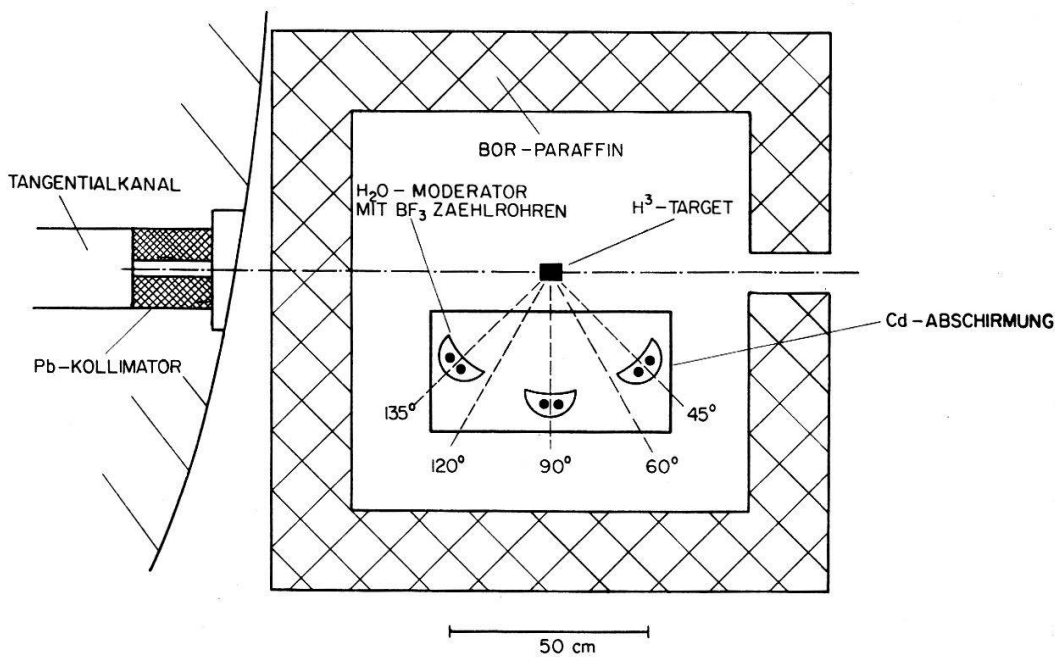 BOR-PARAFFIN
TANGENTIALKANAL
H₂O-MODERATOR
MIT BF₃ ZAEHLROHREN
H³-TARGET
Cd-ABSCHIRMUNG
Pb-KOLLIMATOR
135°
45°
120°
90°
60°
50 cm